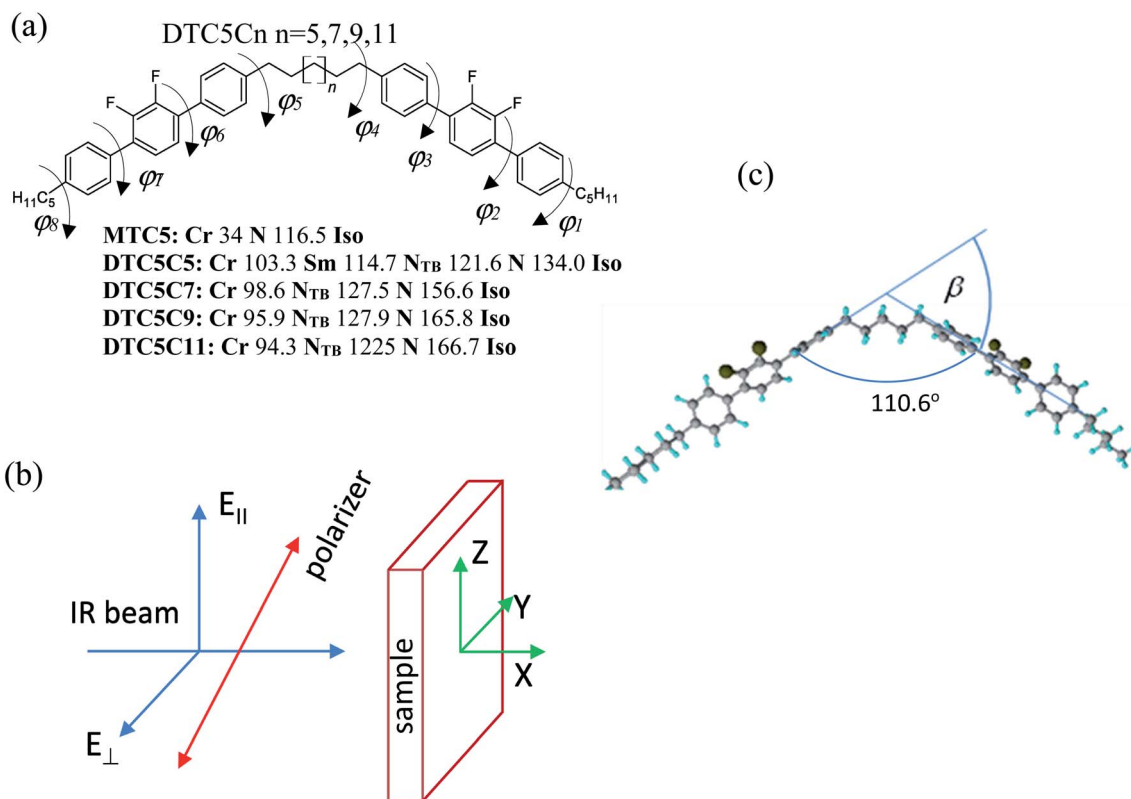 (a)
DTC5Cn n=5,7,9,11
F
F
F
F
n
φ5
φ4
φ6
φ3
φ7
φ2
φ8
φ1
H11C5
C5H11
MTC5: Cr 34 N 116.5 Iso
DTC5C5: Cr 103.3 Sm 114.7 NTB 121.6 N 134.0 Iso
DTC5C7: Cr 98.6 NTB 127.5 N 156.6 Iso
DTC5C9: Cr 95.9 NTB 127.9 N 165.8 Iso
DTC5C11: Cr 94.3 NTB 1225 N 166.7 Iso
(c)
β
110.6º
(b)
E||
polarizer
IR beam
E⊥
sample
Z
Y
X